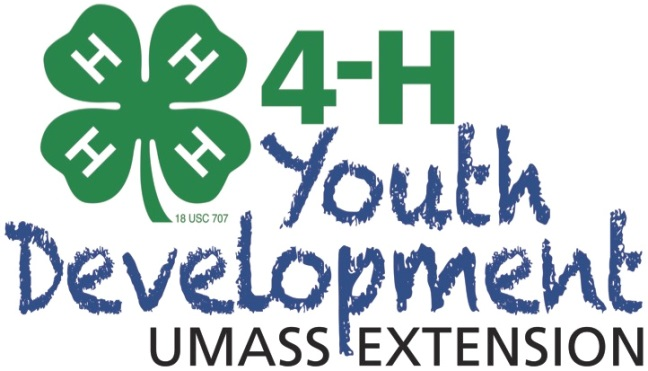 H H
H H
4-H
18 USC 707
Youth
Development
UMASS EXTENSION